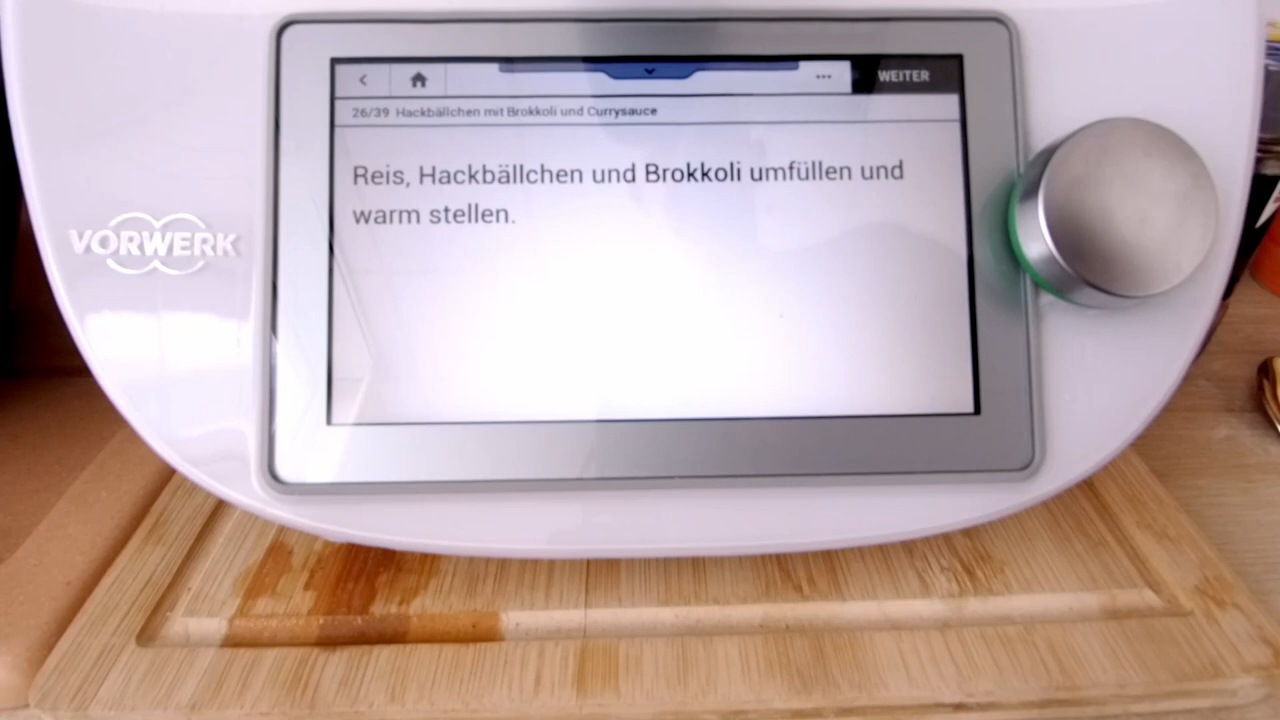 WEITER
26/39 Hackbällchen mit Brokkoli und Currysauce
Reis, Hackbällchen und Brokkoli umfüllen und
warm stellen.
VORWERK